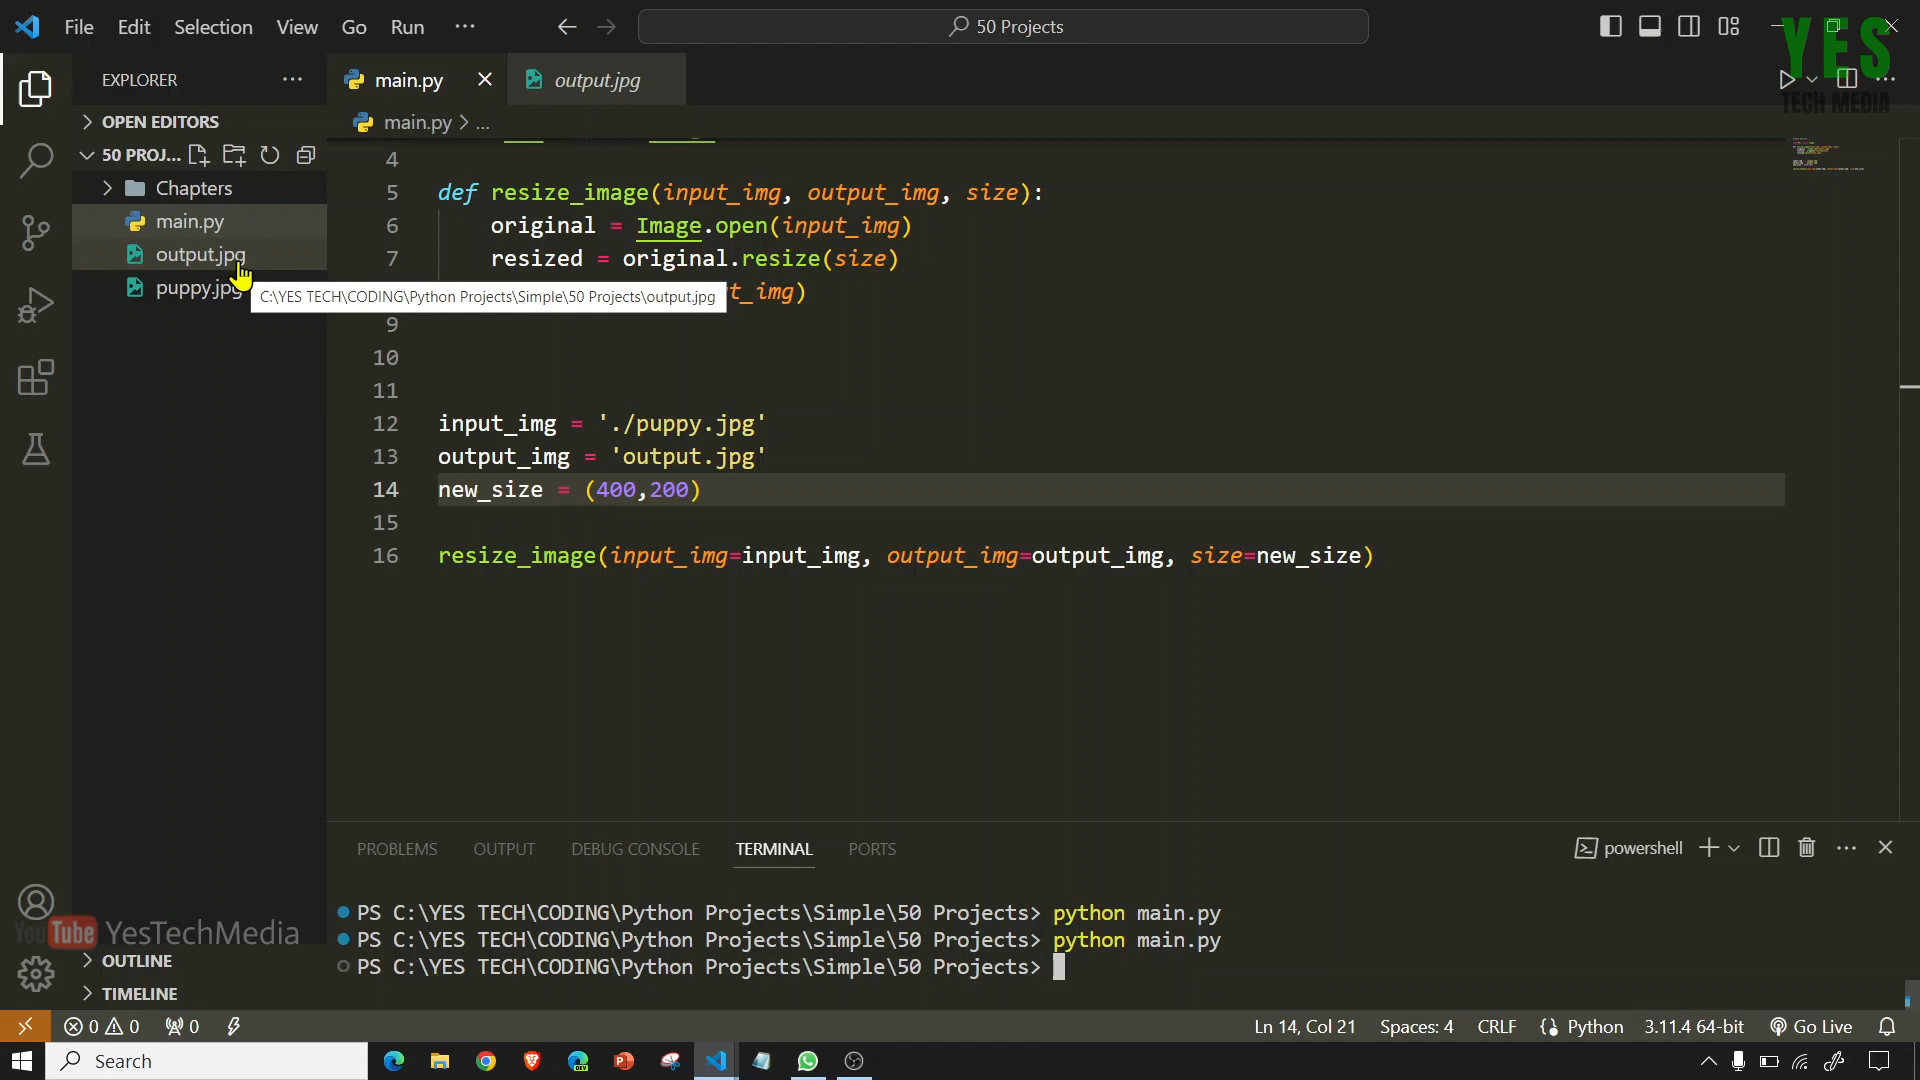 File Edit Selection View Go Run ...
50 Projects
YES
TECH MEDIA
EXPLORER
main.py
output.jpg
OPEN EDITORS
main.py > ...
50 PROJ...
Chapters
main.py
output.jpg
puppy.jpg
C:\YES TECH\CODING\Python Projects\Simple\50 Projects\output.jpg
4
5 def resize_image(input_img, output_img, size):
6 original = Image.open(input_img)
7 resized = original.resize(size)
t_img)
9
10
11
12 input_img = './puppy.jpg'
13 output_img = 'output.jpg'
14 new_size = (400,200)
15
16 resize_image(input_img=input_img, output_img=output_img, size=new_size)
PROBLEMS OUTPUT DEBUG CONSOLE TERMINAL PORTS
powershell
PS C:\YES TECH\CODING\Python Projects\Simple\50 Projects> python main.py
PS C:\YES TECH\CODING\Python Projects\Simple\50 Projects> python main.py
PS C:\YES TECH\CODING\Python Projects\Simple\50 Projects>
YouTube YesTechMedia
OUTLINE
TIMELINE
0 0 0
Ln 14, Col 21 Spaces: 4 CRLF Python 3.11.4 64-bit Go Live
Search